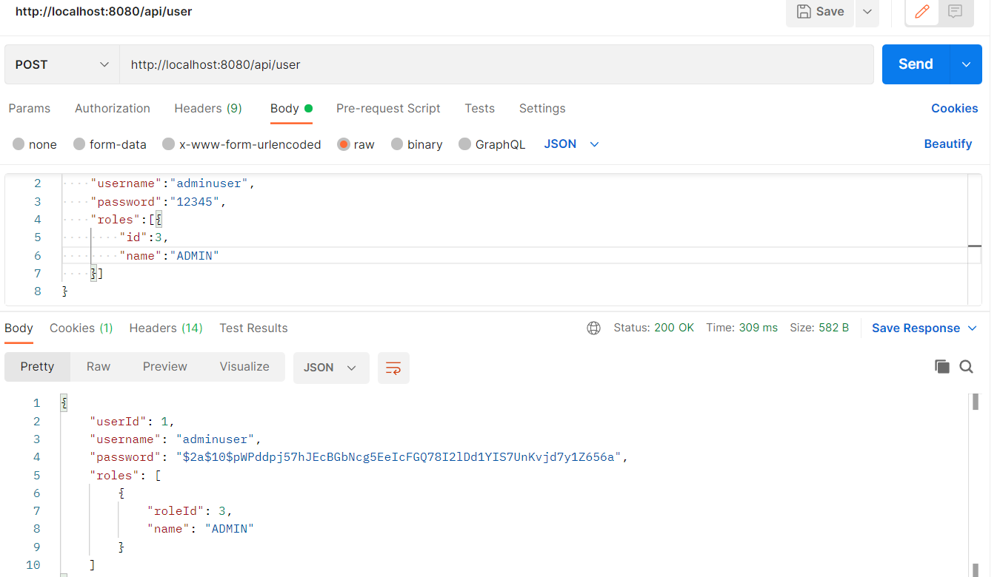 http://localhost:8080/api/user
Save
POST
http://localhost:8080/api/user
Send
Params Authorization Headers (9) Body Pre-request Script Tests Settings Cookies
none form-data x-www-form-urlencoded raw binary GraphQL JSON Beautify
2 "username":"adminuser",
3 "password":"12345",
4 "roles":[{
5 "id":3,
6 "name":"ADMIN"
7 }]
8 }
Body Cookies (1) Headers (14) Test Results Status: 200 OK Time: 309 ms Size: 582 B Save Response
Pretty Raw Preview Visualize JSON
1 {
2 "userId": 1,
3 "username": "adminuser",
4 "password": "$2a$10$pWPddpj57hJEcBGbNcg5EeIcFGQ78I2lDd1YIS7UnKvjd7y1Z656a",
5 "roles": [
6 {
7 "roleId": 3,
8 "name": "ADMIN"
9 }
10 ]